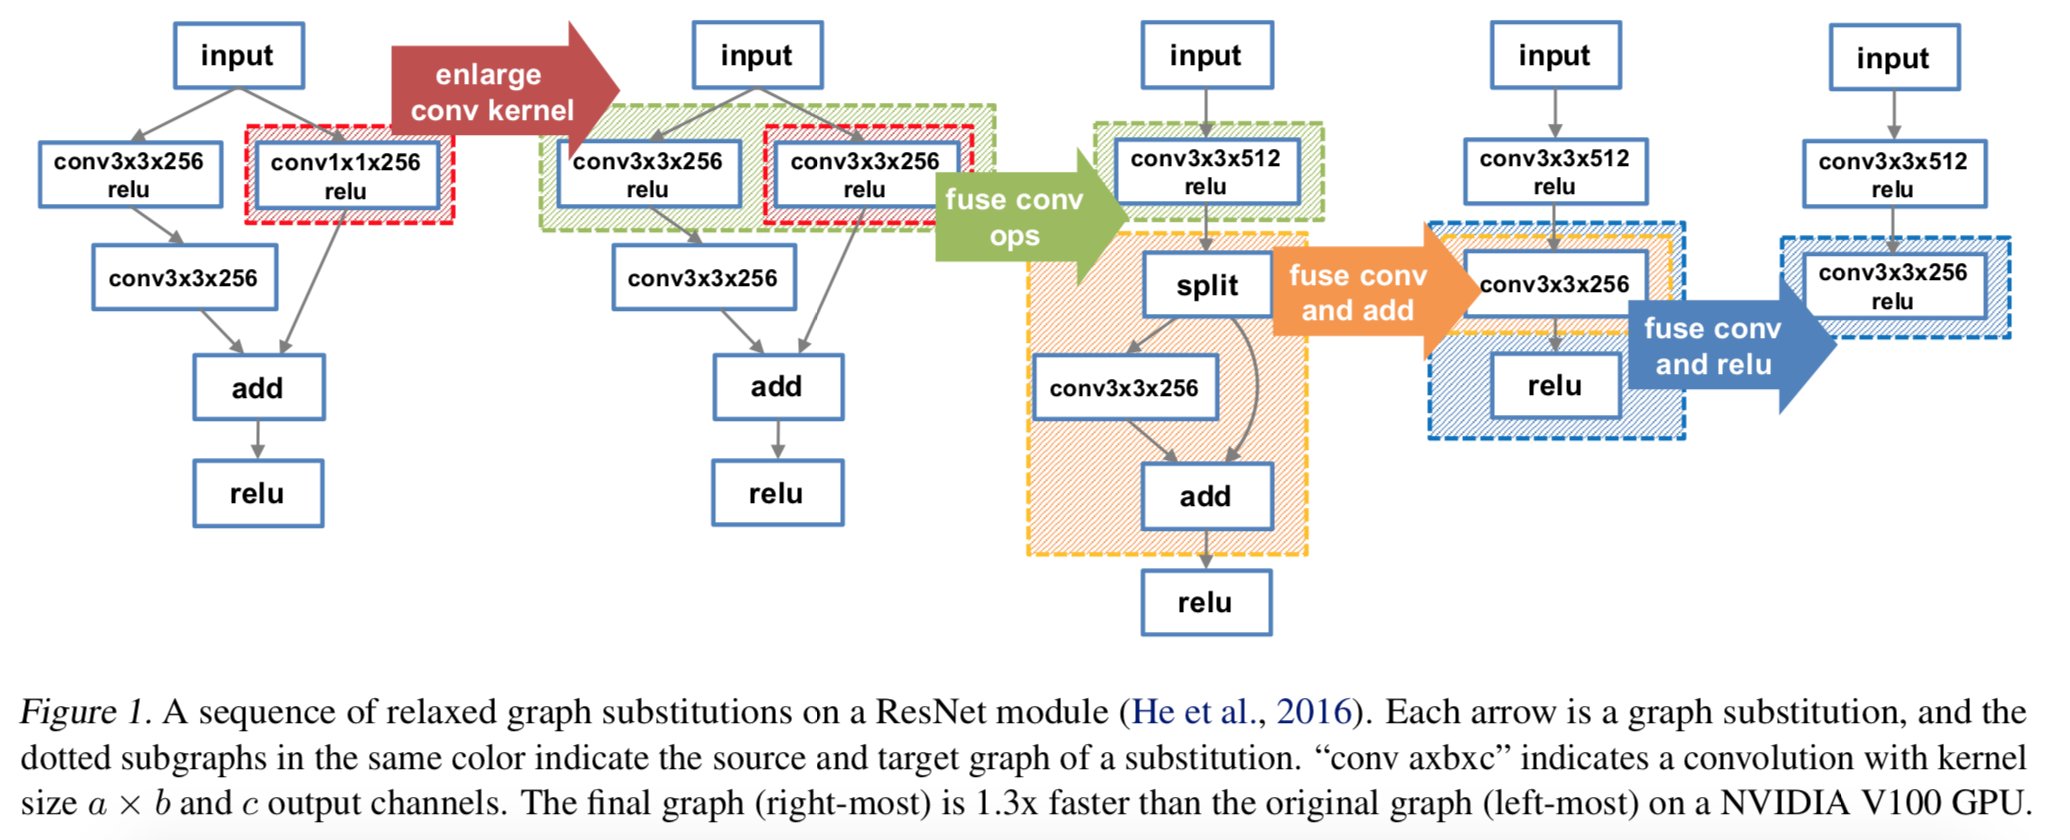 input
conv3x3x256
relu
conv1x1x256
relu
conv3x3x256
add
relu
enlarge
conv kernel
input
conv3x3x256
relu
conv3x3x256
relu
conv3x3x256
add
relu
fuse conv
ops
input
conv3x3x512
relu
split
conv3x3x256
add
relu
fuse conv
and add
input
conv3x3x512
relu
conv3x3x256
relu
fuse conv
and relu
input
conv3x3x512
relu
conv3x3x256
relu
Figure 1. A sequence of relaxed graph substitutions on a ResNet module (He et al., 2016). Each arrow is a graph substitution, and the
dotted subgraphs in the same color indicate the source and target graph of a substitution. “conv axbxc” indicates a convolution with kernel
size a × b and c output channels. The final graph (right-most) is 1.3x faster than the original graph (left-most) on a NVIDIA V100 GPU.